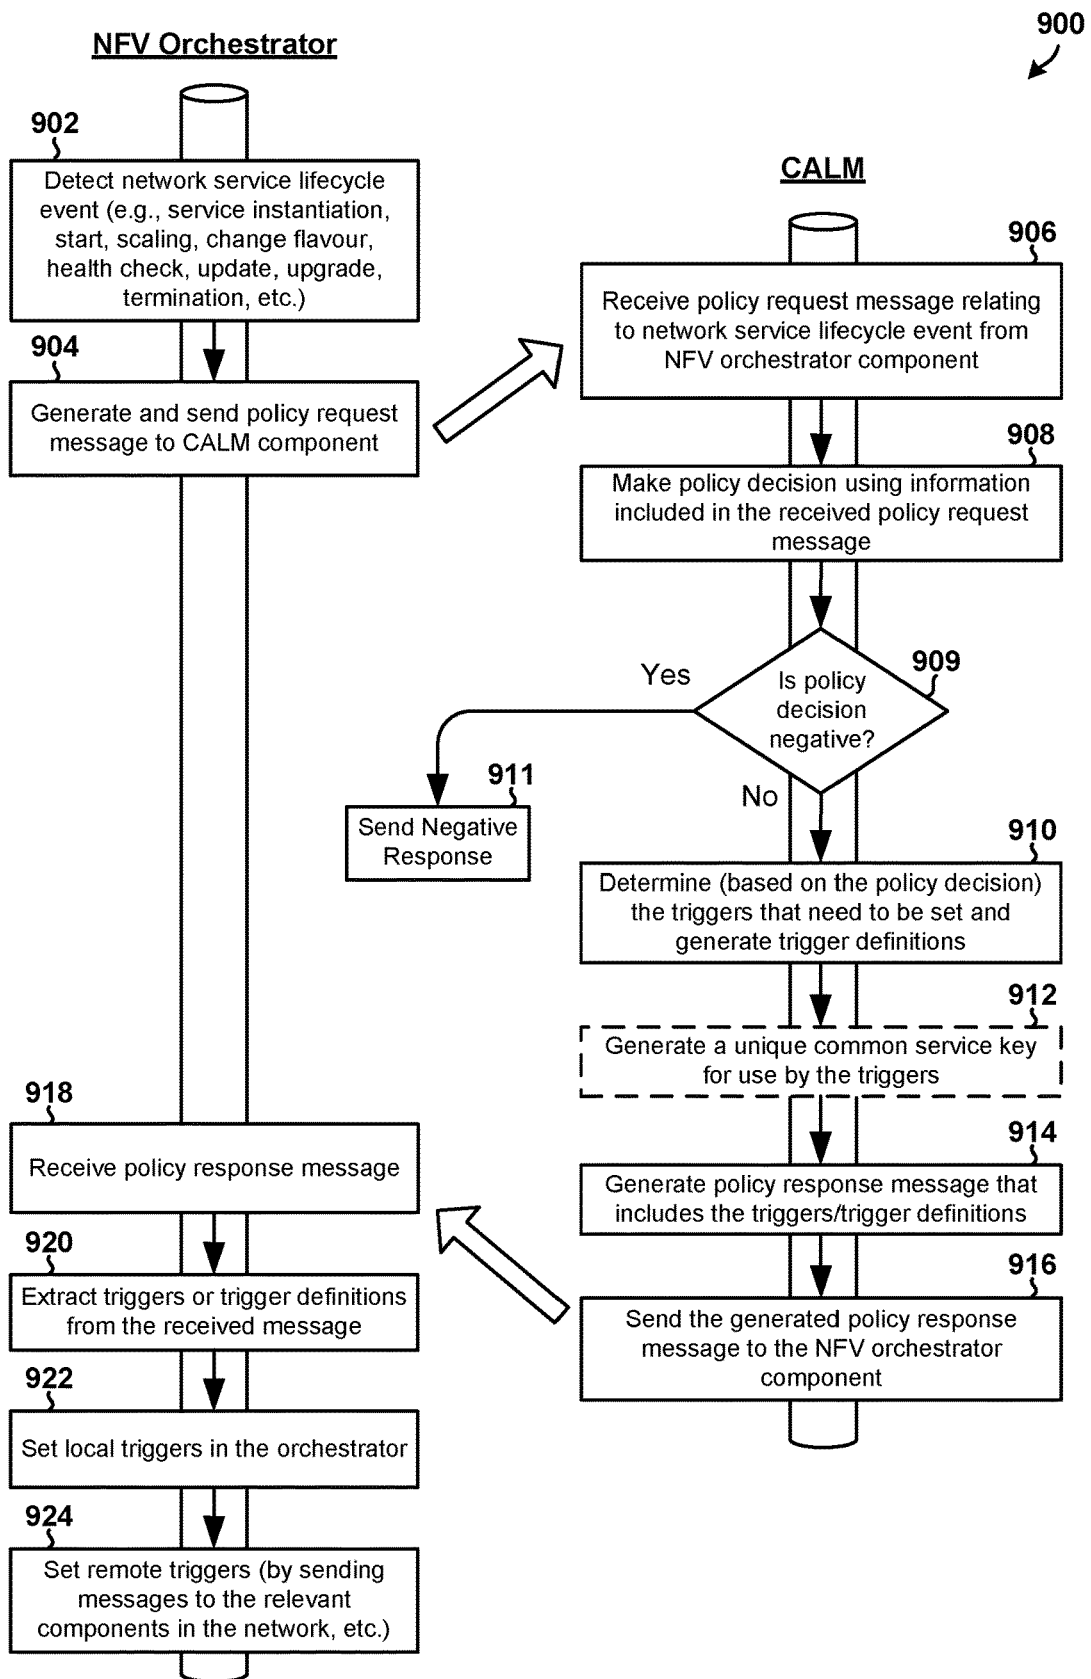 900
NFV Orchestrator
902
Detect network service lifecycle
event (e.g., service instantiation,
start, scaling, change flavour,
health check, update, upgrade,
termination, etc.)
904
Generate and send policy request
message to CALM component
CALM
906
Receive policy request message relating
to network service lifecycle event from
NFV orchestrator component
908
Make policy decision using information
included in the received policy request
message
909
Is policy
decision
negative?
Yes
911
Send Negative
Response
No
910
Determine (based on the policy decision)
the triggers that need to be set and
generate trigger definitions
912
Generate a unique common service key
for use by the triggers
914
Generate policy response message that
includes the triggers/trigger definitions
916
Send the generated policy response
message to the NFV orchestrator
component
918
Receive policy response message
920
Extract triggers or trigger definitions
from the received message
922
Set local triggers in the orchestrator
924
Set remote triggers (by sending
messages to the relevant
components in the network, etc.)